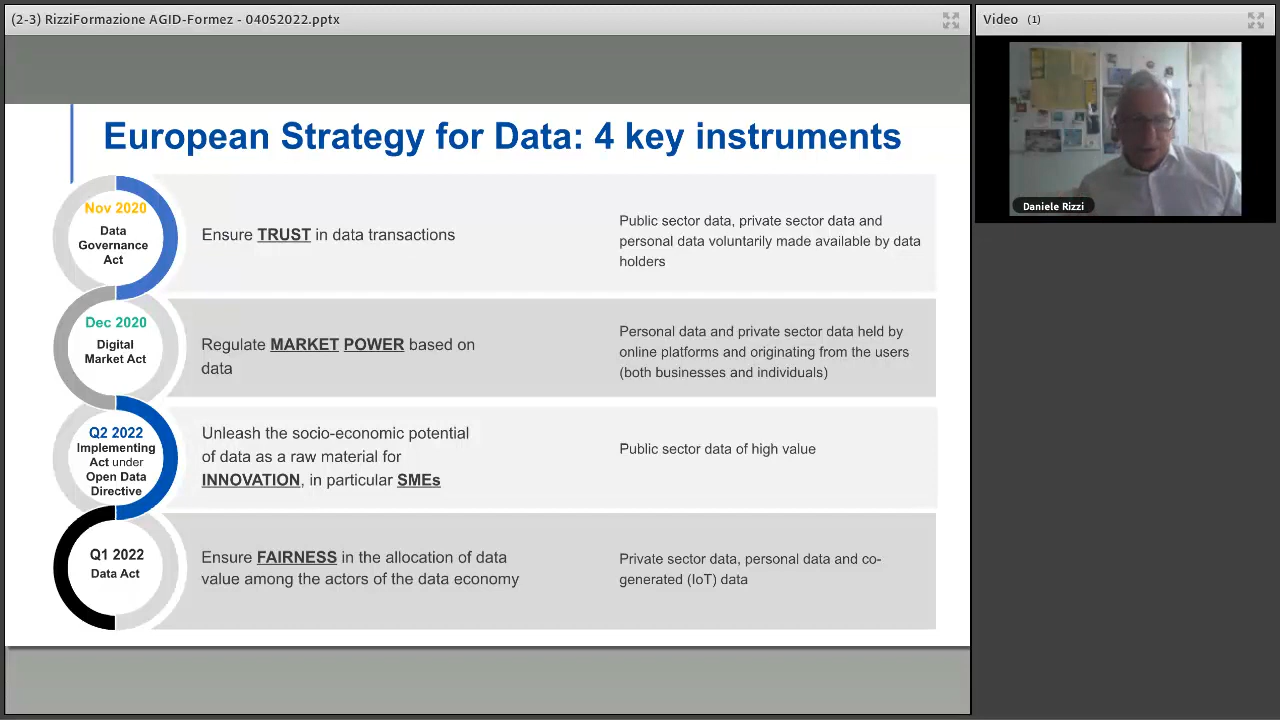 (2-3) RizziFormazione AGID-Formez - 04052022.pptx
Video (1)
Daniele Rizzi
European Strategy for Data: 4 key instruments
Nov 2020
Data
Governance
Act
Ensure TRUST in data transactions
Public sector data, private sector data and
personal data voluntarily made available by data
holders
Dec 2020
Digital
Market Act
Regulate MARKET POWER based on
data
Personal data and private sector data held by
online platforms and originating from the users
(both businesses and individuals)
Q2 2022
Implementing
Act under
Open Data
Directive
Unleash the socio-economic potential
of data as a raw material for
INNOVATION, in particular SMEs
Public sector data of high value
Q1 2022
Data Act
Ensure FAIRNESS in the allocation of data
value among the actors of the data economy
Private sector data, personal data and co-
generated (IoT) data